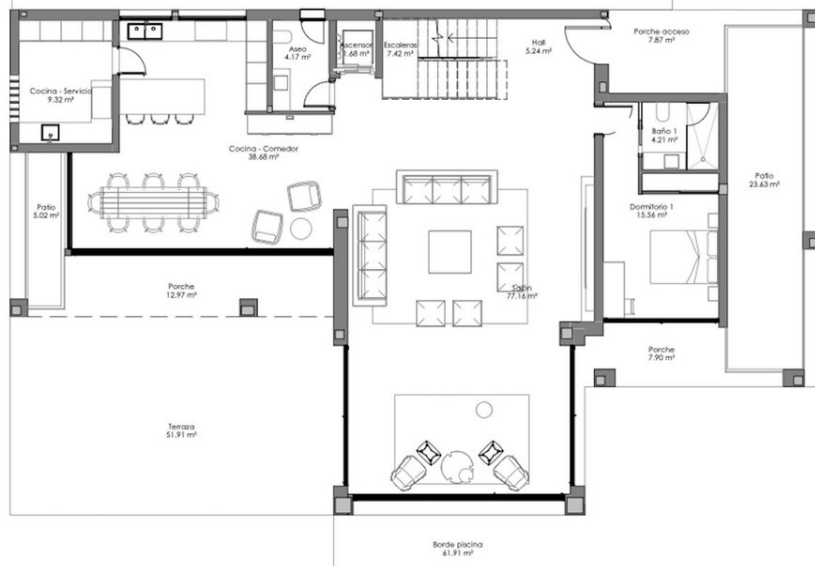 Porche acceso
7.87 m²
Hall
5.24 m²
Aseo
4.17 m²
Ascensor
1.68 m²
Escaleras
7.42 m²
Cocina - Servicio
9.32 m²
Baño 1
4.21 m²
Cocina - Comedor
38.68 m²
Patio
23.63 m²
Patio
5.02 m²
Dormitorio 1
15.56 m²
Porche
12.97 m²
Salón
77.16 m²
Porche
7.90 m²
Terraza
51.91 m²
Borde piscina
61.91 m²